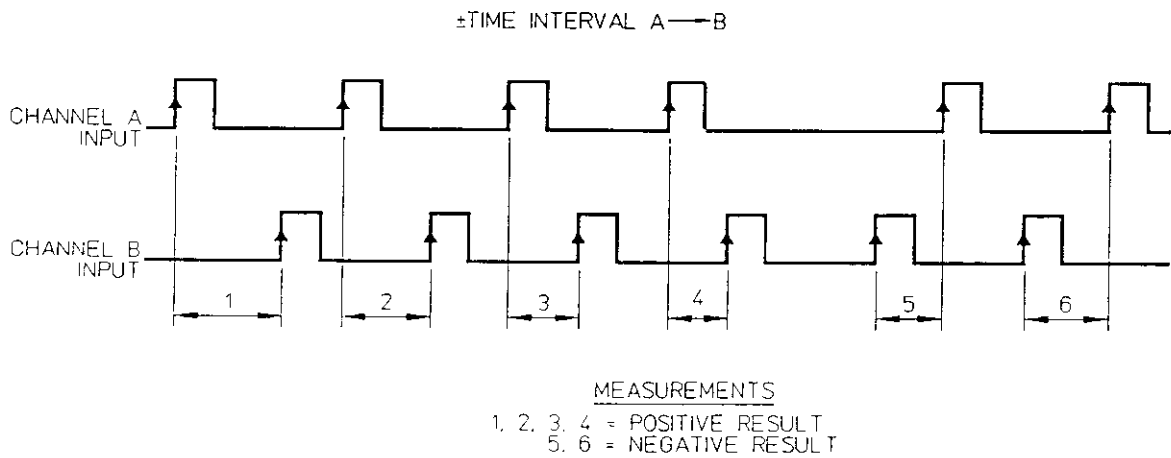 ±TIME INTERVAL A→B
CHANNEL A
INPUT
CHANNEL B
INPUT
1 2 3 4 5 6
MEASUREMENTS
1, 2, 3, 4 = POSITIVE RESULT
5, 6 = NEGATIVE RESULT